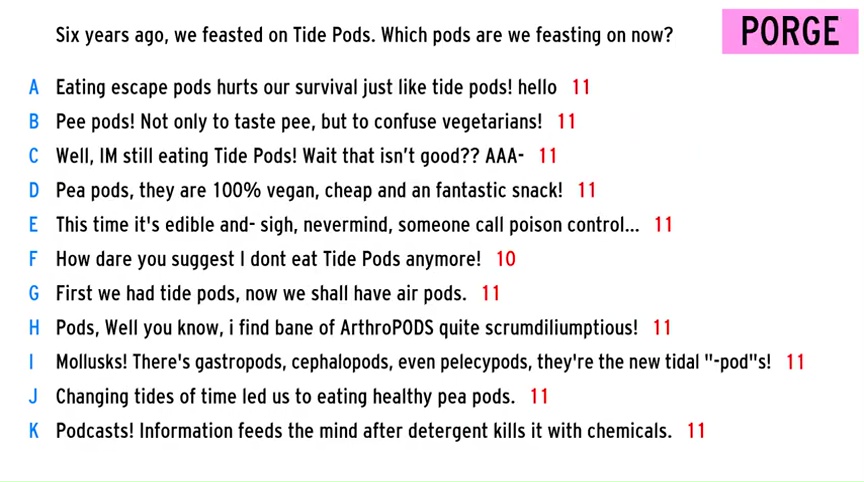 Six years ago, we feasted on Tide Pods. Which pods are we feasting on now?
PORGE
A Eating escape pods hurts our survival just like tide pods! hello 11
B Pee pods! Not only to taste pee, but to confuse vegetarians! 11
C Well, IM still eating Tide Pods! Wait that isn't good?? AAA- 11
D Pea pods, they are 100% vegan, cheap and an fantastic snack! 11
E This time it's edible and- sigh, nevermind, someone call poison control... 11
F How dare you suggest I dont eat Tide Pods anymore! 10
G First we had tide pods, now we shall have air pods. 11
H Pods, Well you know, i find bane of ArthroPODS quite scrumdiliumptious! 11
I Mollusks! There's gastropods, cephalopods, even pelecypods, they're the new tidal "-pod"s! 11
J Changing tides of time led us to eating healthy pea pods. 11
K Podcasts! Information feeds the mind after detergent kills it with chemicals. 11